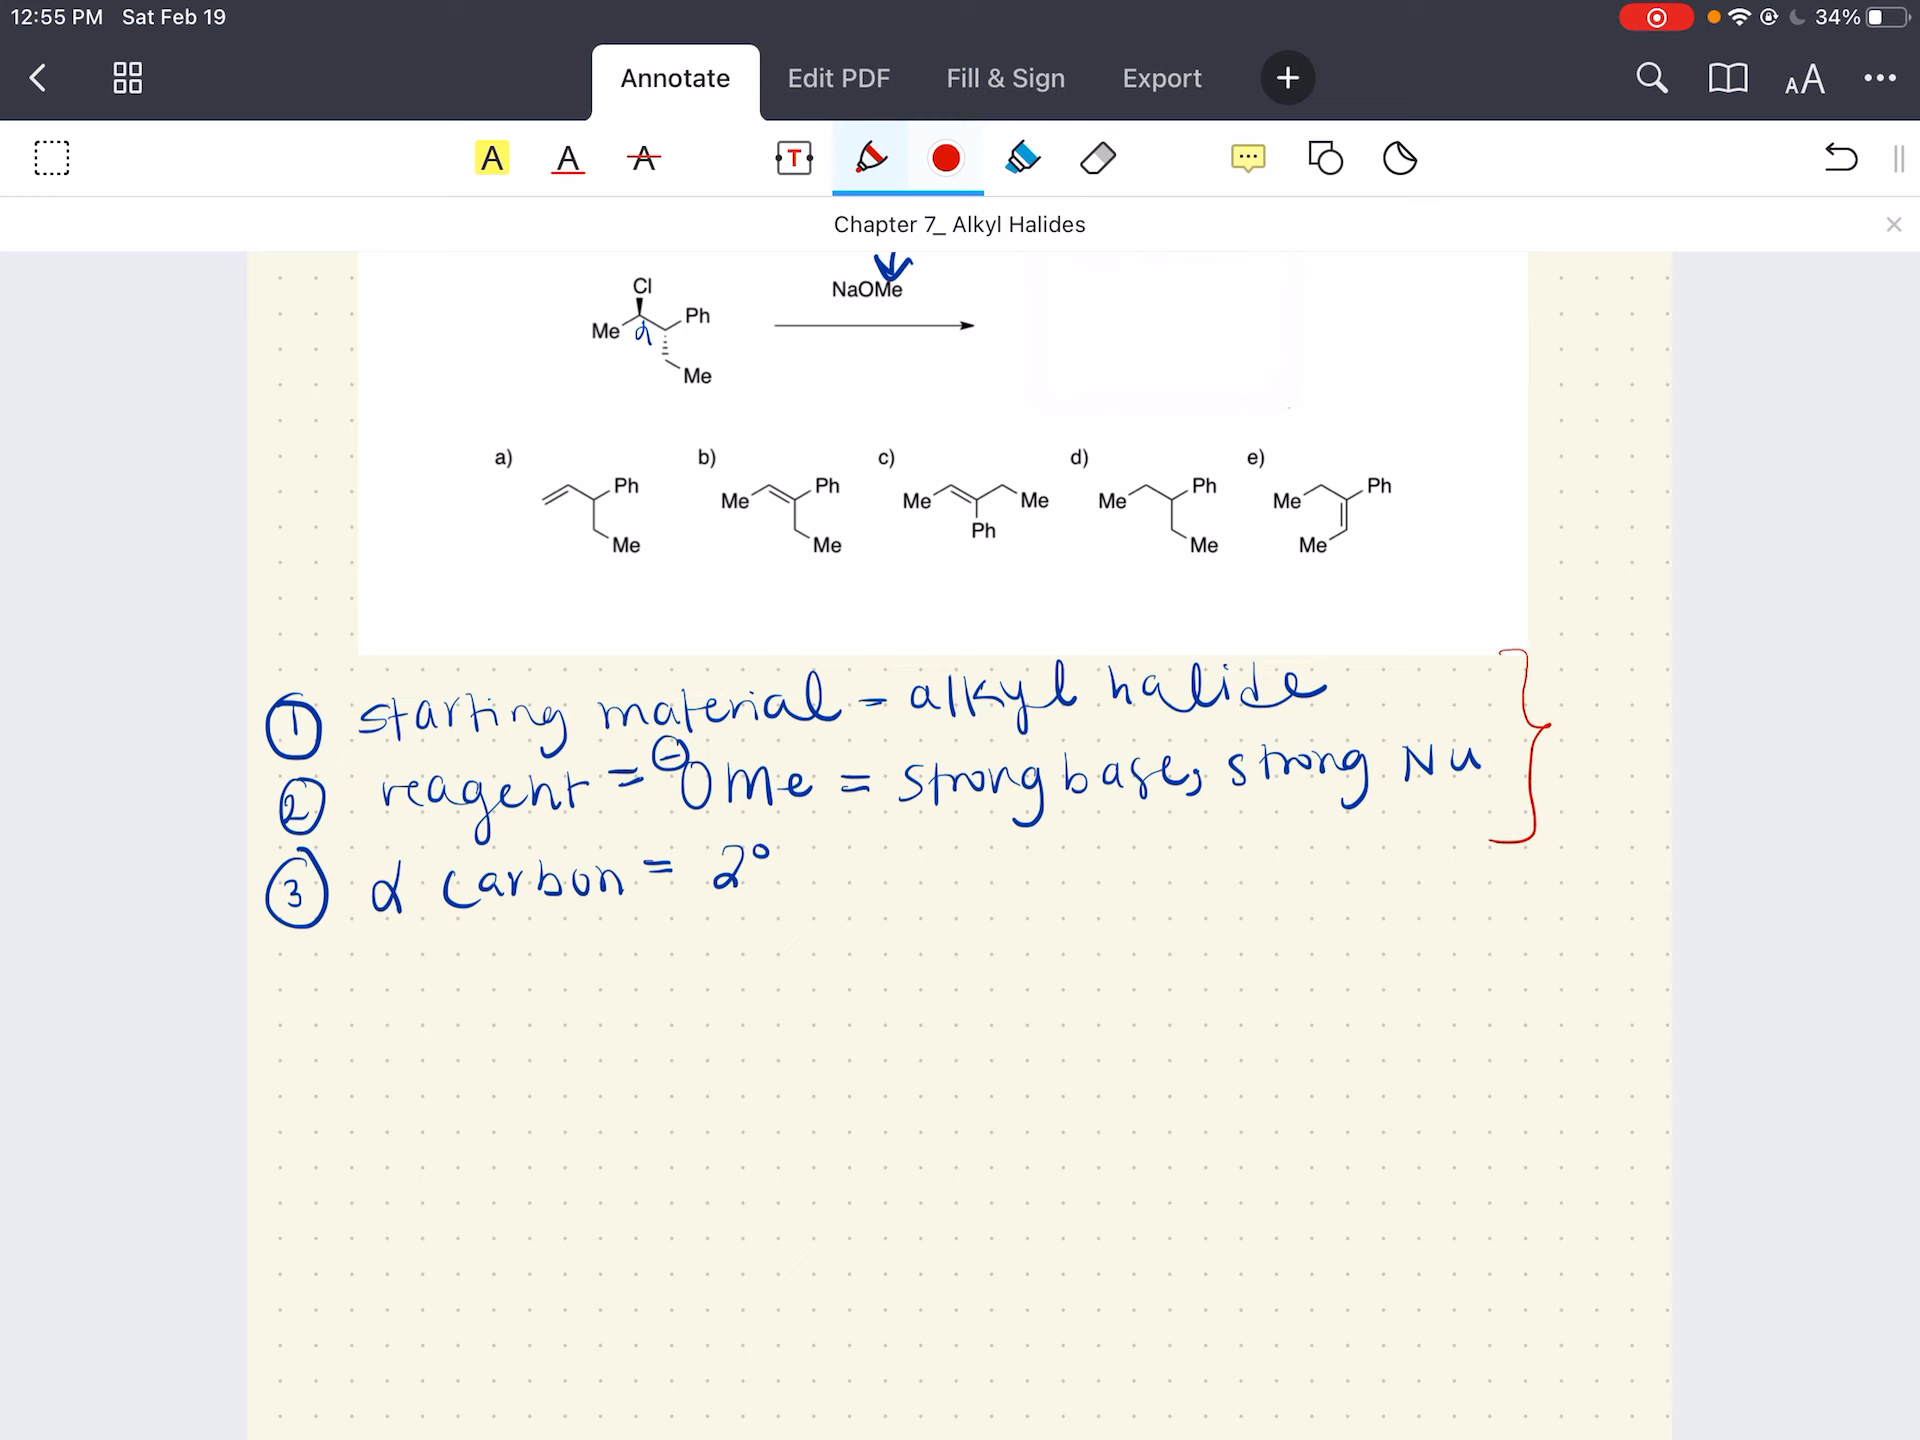 12:55 PM Sat Feb 19
34%
Annotate Edit PDF Fill & Sign Export +
AA
A A A T
Chapter 7_ Alkyl Halides
NaOMe
Cl
Me α Ph
Me
a) b) c) d) e)
Ph Me Ph Me Me Ph Me Ph
Me Me Ph Me Me
① starting material - alkyl halide
② reagent = ⊖OMe = strong base, strong Nu
③ α carbon = 2°